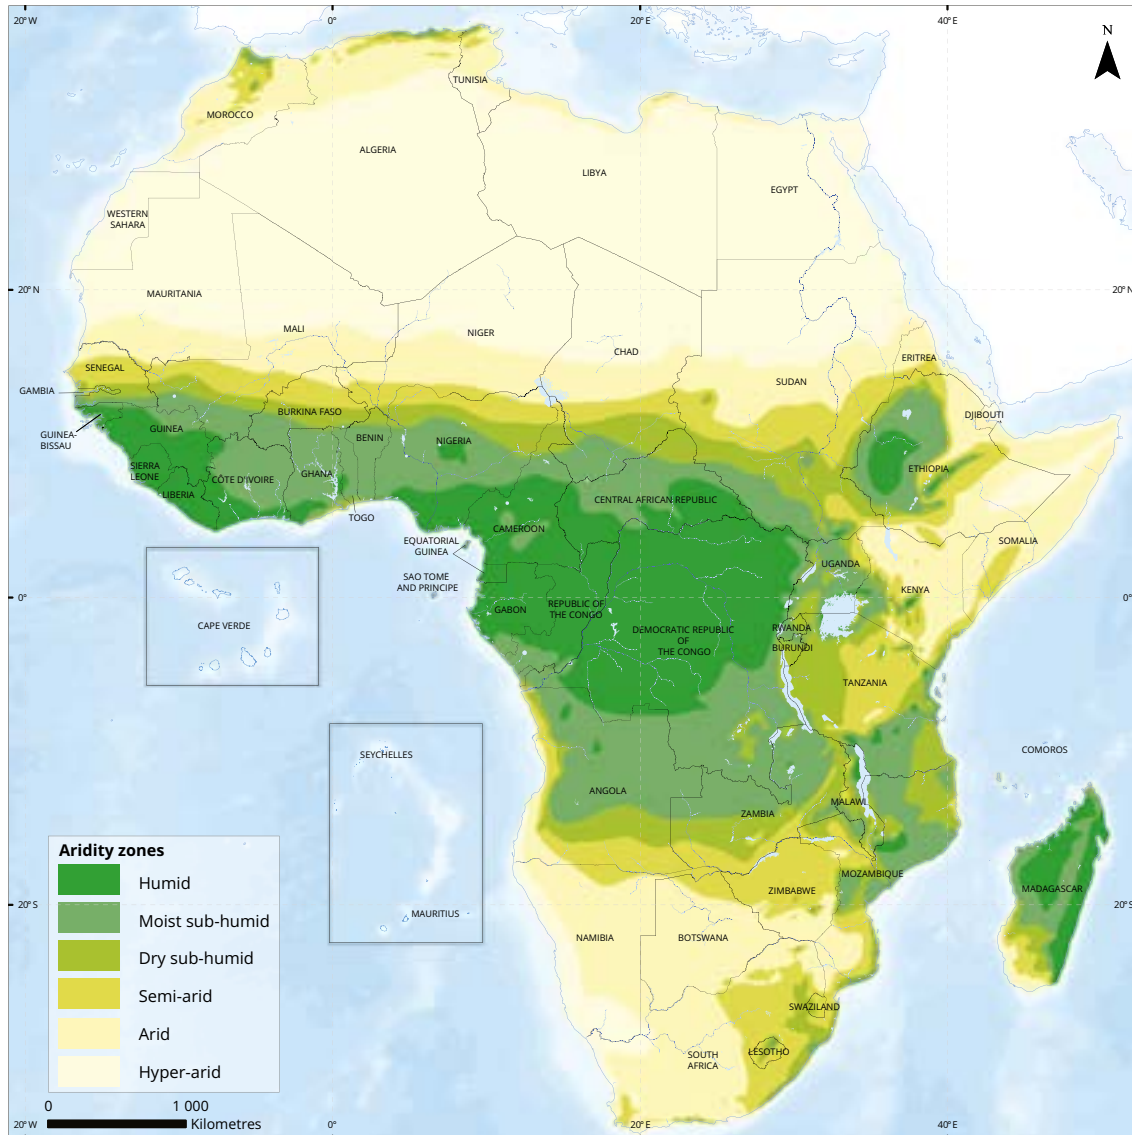 20°W
0°
20°E
40°E
N
TUNISIA
MOROCCO
ALGERIA
LIBYA
EGYPT
WESTERN
SAHARA
20°N
20°N
MAURITANIA
MALI
NIGER
CHAD
SUDAN
ERITREA
SENEGAL
GAMBIA
BURKINA FASO
DJIBOUTI
GUINEA-
BISSAU
GUINEA
BENIN
NIGERIA
SIERRA
LEONE
CÔTE D'IVOIRE
GHANA
ETHIOPIA
LIBERIA
CENTRAL AFRICAN REPUBLIC
TOGO
CAMEROON
EQUATORIAL
GUINEA
SOMALIA
UGANDA
SAO TOME
AND PRINCIPE
KENYA
0°
0°
GABON
REPUBLIC OF
THE CONGO
CAPE VERDE
RWANDA
DEMOCRATIC REPUBLIC
OF
THE CONGO
BURUNDI
TANZANIA
SEYCHELLES
COMOROS
ANGOLA
MALAWI
ZAMBIA
MOZAMBIQUE
ZIMBABWE
MADAGASCAR
20°S
20°S
MAURITIUS
NAMIBIA
BOTSWANA
SWAZILAND
LESOTHO
SOUTH
AFRICA
Aridity zones
Humid
Moist sub-humid
Dry sub-humid
Semi-arid
Arid
Hyper-arid
0
1 000
Kilometres
20°W
0°
20°E
40°E